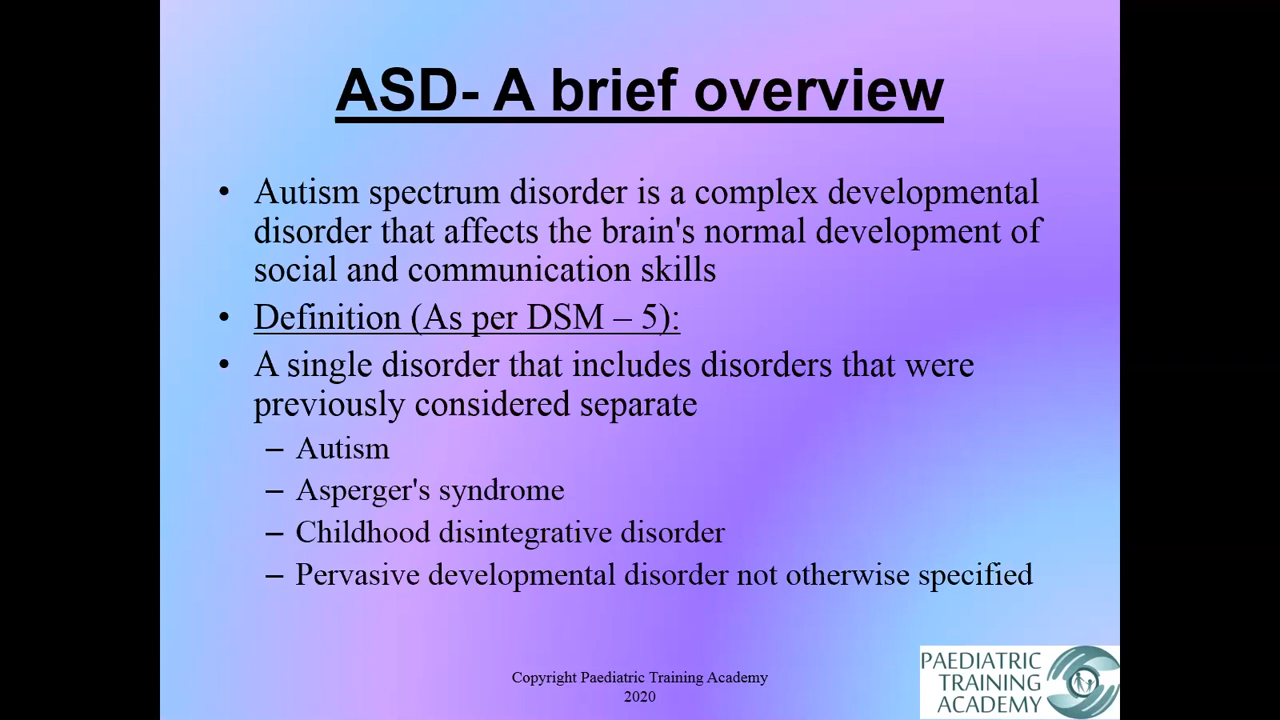 ASD- A brief overview
• Autism spectrum disorder is a complex developmental
disorder that affects the brain's normal development of
social and communication skills
• Definition (As per DSM – 5):
• A single disorder that includes disorders that were
previously considered separate
– Autism
– Asperger's syndrome
– Childhood disintegrative disorder
– Pervasive developmental disorder not otherwise specified
Copyright Paediatric Training Academy
2020
PAEDIATRIC
TRAINING
ACADEMY